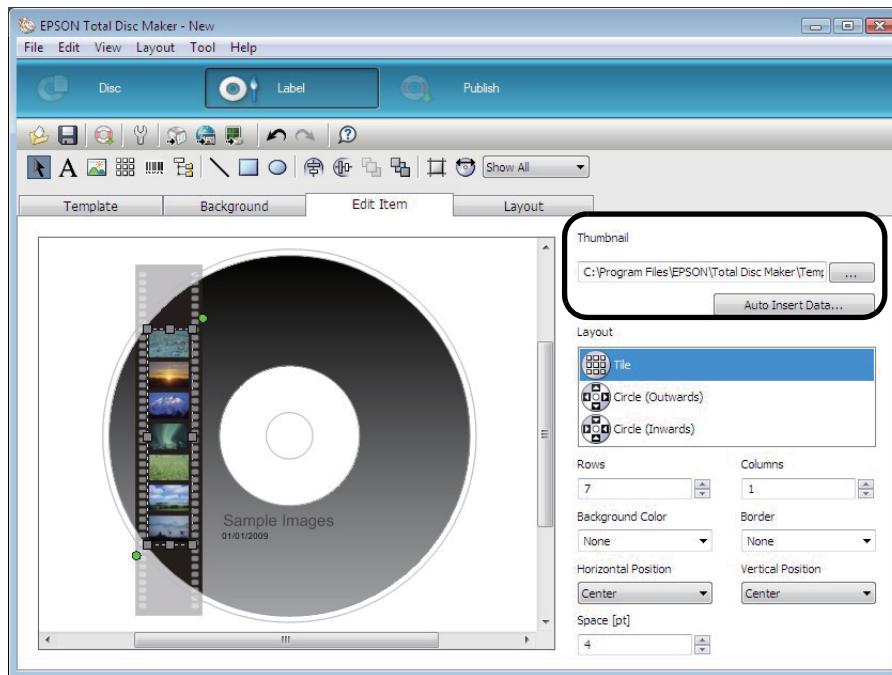 EPSON Total Disc Maker - New
File Edit View Layout Tool Help
Disc Label Publish
Show All
Template Background Edit Item Layout
Thumbnail
C:\Program Files\EPSON\Total Disc Maker\Temp ...
Auto Insert Data...
Layout
Tile
Circle (Outwards)
Circle (Inwards)
Rows Columns
7 1
Background Color Border
None None
Horizontal Position Vertical Position
Center Center
Space [pt]
4
Sample Images
01/01/2009